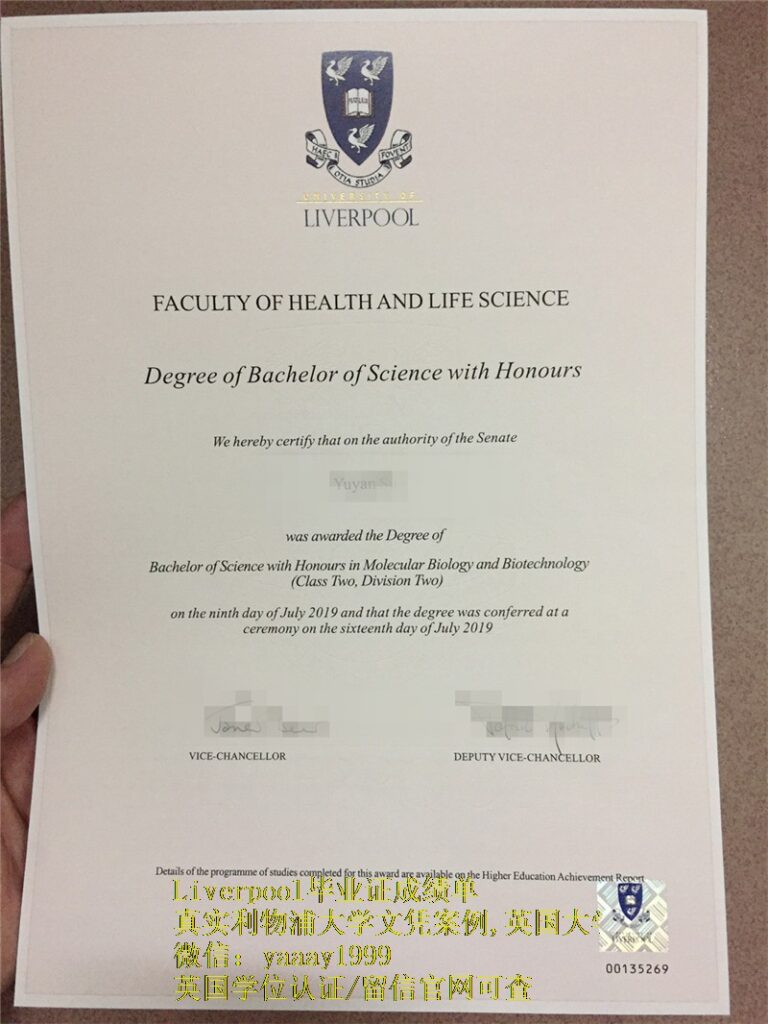 HAEC
OTIA STUDIA
FOVENT
UNIVERSITY OF
LIVERPOOL
FACULTY OF HEALTH AND LIFE SCIENCE
Degree of Bachelor of Science with Honours
We hereby certify that on the authority of the Senate
Yuyan
was awarded the Degree of
Bachelor of Science with Honours in Molecular Biology and Biotechnology
(Class Two, Division Two)
on the ninth day of July 2019 and that the degree was conferred at a
ceremony on the sixteenth day of July 2019
VICE-CHANCELLOR
DEPUTY VICE-CHANCELLOR
Details of the programme of studies completed for this award are available on the Higher Education Achievement Report
Liverpool毕业证成绩单
真实利物浦大学文凭案例,英国大
微信: yaaay1999
英国学位认证/留信官网可查
LIVERPOOL
00135269